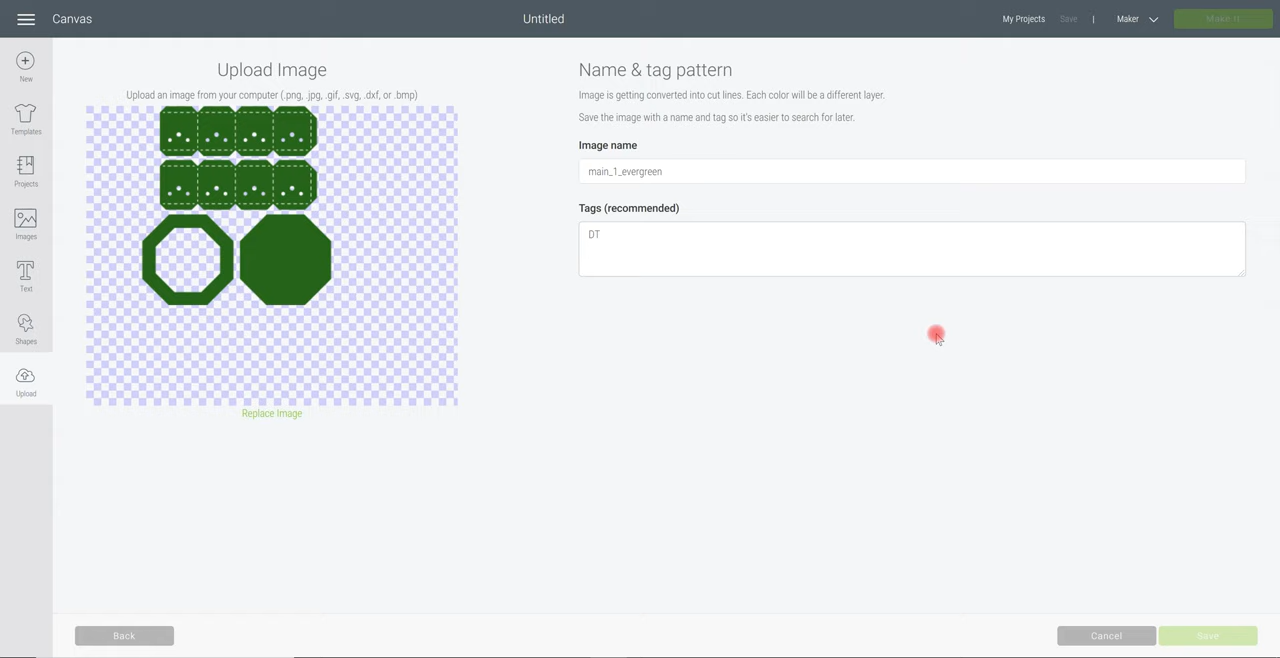 Canvas
Untitled
My Projects
Save
|
Maker
Make It
New
Templates
Projects
Images
Text
Shapes
Upload
Upload Image
Upload an image from your computer (.png, .jpg, .gif, .svg, .dxf, or .bmp)
Replace Image
Name & tag pattern
Image is getting converted into cut lines. Each color will be a different layer.
Save the image with a name and tag so it's easier to search for later.
Image name
main_1_evergreen
Tags (recommended)
DT
Back
Cancel
Save